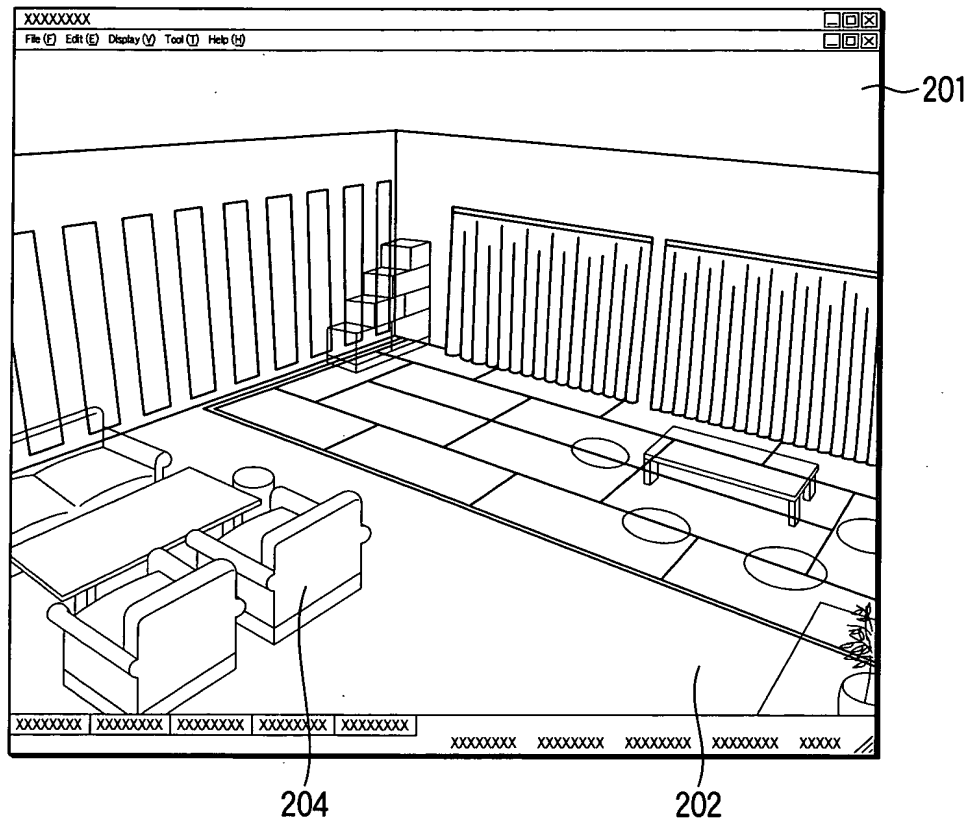 XXXXXXXX
File (F) Edit (E) Display (V) Tool (T) Help (H)
201
XXXXXXXX XXXXXXXX XXXXXXXX XXXXXXXX XXXXXXXX
XXXXXXXX XXXXXXXX XXXXXXXX XXXXXXXX XXXXX
204 202